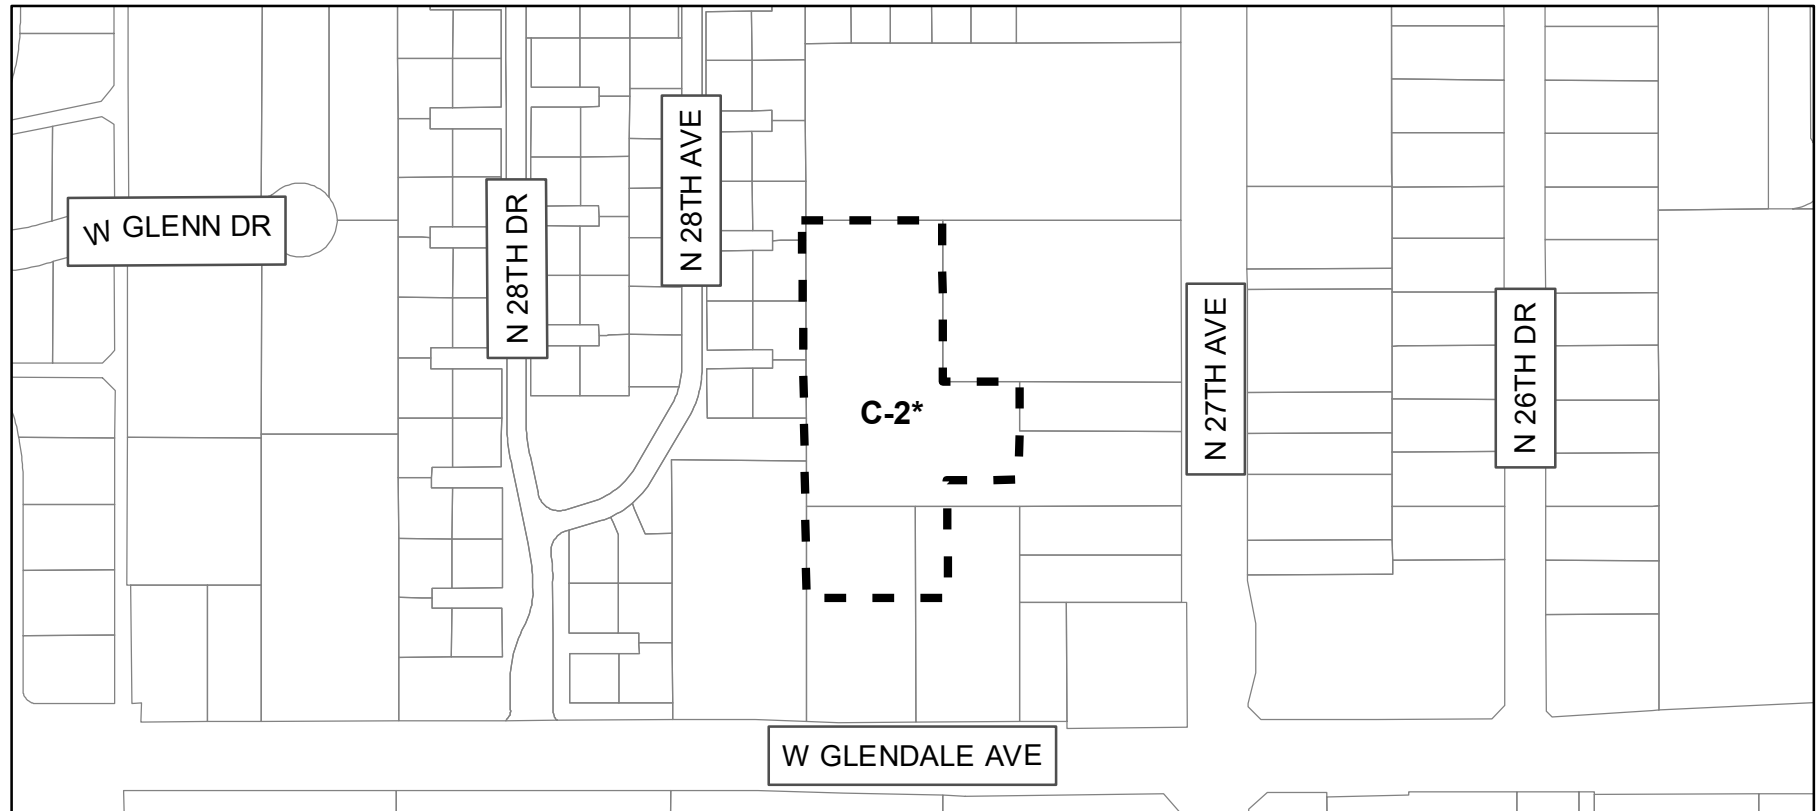 W GLENN DR
N 28TH DR
N 28TH AVE
C-2*
N 27TH AVE
N 26TH DR
W GLENDALE AVE